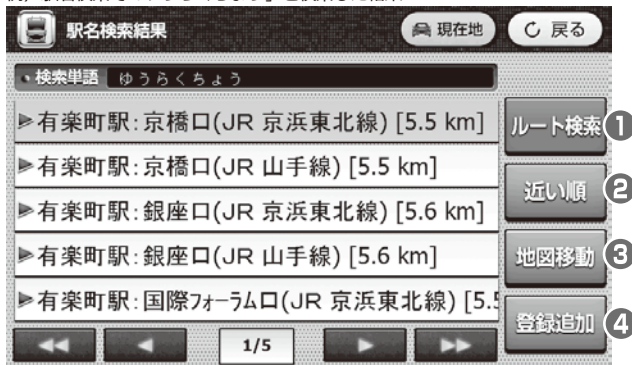 駅名検索結果
現在地
戻る
検索単語 ゆうらくちょう
有楽町駅:京橋口(JR 京浜東北線) [5.5 km]
有楽町駅:京橋口(JR 山手線) [5.5 km]
有楽町駅:銀座口(JR 京浜東北線) [5.6 km]
有楽町駅:銀座口(JR 山手線) [5.6 km]
有楽町駅:国際フォーラム口(JR 京浜東北線) [5.5
1/5
ルート検索 1
近い順 2
地図移動 3
登録追加 4